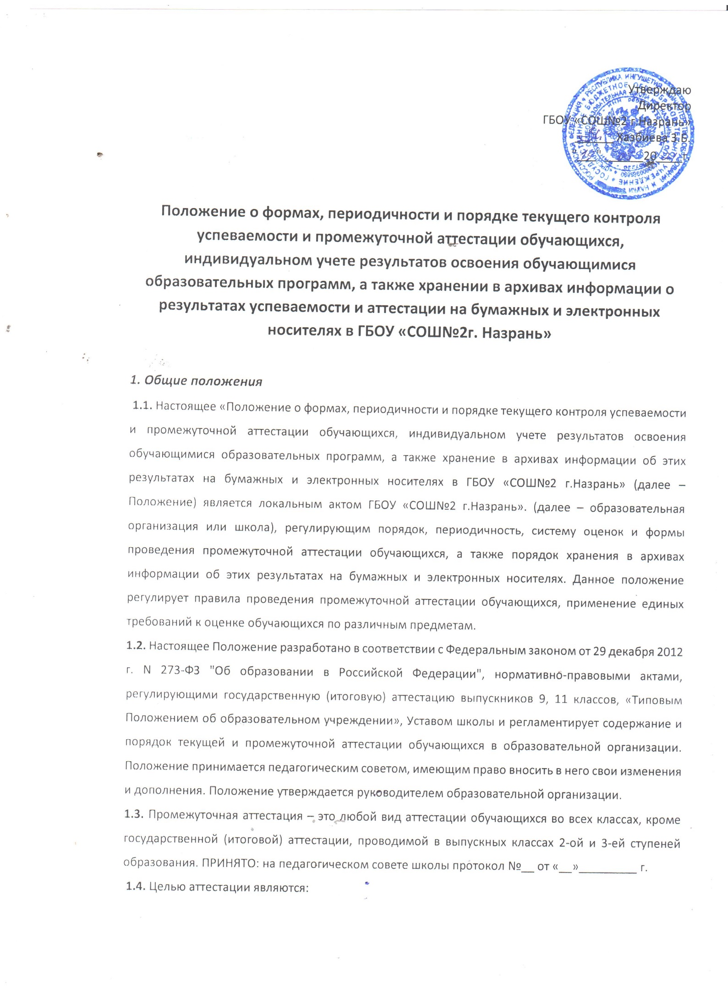 Утверждаю
Директор
ГБОУ «СОШ№2 г.Назрань»
______ Хазбиева З.Б.
"__" ______20 __ г.
Положение о формах, периодичности и порядке текущего контроля
успеваемости и промежуточной аттестации обучающихся,
индивидуальном учете результатов освоения обучающимися
образовательных программ, а также хранении в архивах информации о
результатах успеваемости и аттестации на бумажных и электронных
носителях в ГБОУ «СОШ№2г. Назрань»
1. Общие положения
1.1. Настоящее «Положение о формах, периодичности и порядке текущего контроля успеваемости
и промежуточной аттестации обучающихся, индивидуальном учете результатов освоения
обучающимися образовательных программ, а также хранение в архивах информации об этих
результатах на бумажных и электронных носителях в ГБОУ «СОШ№2 г.Назрань» (далее –
Положение) является локальным актом ГБОУ «СОШ№2 г.Назрань». (далее – образовательная
организация или школа), регулирующим порядок, периодичность, систему оценок и формы
проведения промежуточной аттестации обучающихся, а также порядок хранения в архивах
информации об этих результатах на бумажных и электронных носителях. Данное положение
регулирует правила проведения промежуточной аттестации обучающихся, применение единых
требований к оценке обучающихся по различным предметам.
1.2. Настоящее Положение разработано в соответствии с Федеральным законом от 29 декабря 2012
г. N 273-ФЗ "Об образовании в Российской Федерации", нормативно-правовыми актами,
регулирующими государственную (итоговую) аттестацию выпускников 9, 11 классов, «Типовым
Положением об образовательном учреждении», Уставом школы и регламентирует содержание и
порядок текущей и промежуточной аттестации обучающихся в образовательной организации.
Положение принимается педагогическим советом, имеющим право вносить в него свои изменения
и дополнения. Положение утверждается руководителем образовательной организации.
1.3. Промежуточная аттестация – это любой вид аттестации обучающихся во всех классах, кроме
государственной (итоговой) аттестации, проводимой в выпускных классах 2-ой и 3-ей ступеней
образования. ПРИНЯТО: на педагогическом совете школы протокол №__ от «__»_________ г.
1.4. Целью аттестации являются: